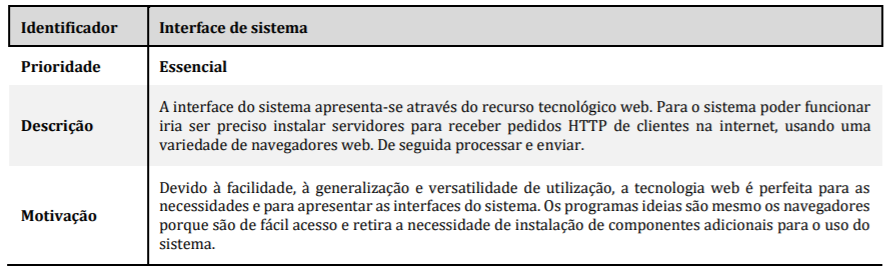 Identificador Interface de sistema
Prioridade Essencial
A interface do sistema apresenta-se através do recurso tecnológico web. Para o sistema poder funcionar
Descrição iria ser preciso instalar servidores para receber pedidos HTTP de clientes na internet, usando uma
variedade de navegadores web. De seguida processar e enviar.
Devido à facilidade, à generalização e versatilidade de utilização, a tecnologia web é perfeita para as
necessidades e para apresentar as interfaces do sistema. Os programas ideias são mesmo os navegadores
Motivação porque são de fácil acesso e retira a necessidade de instalação de componentes adicionais para o uso do
sistema.